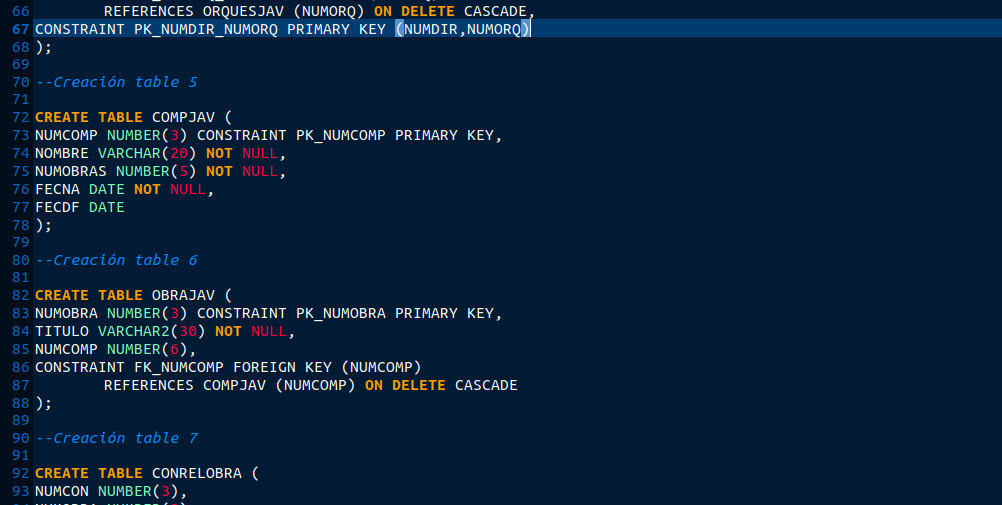 66 REFERENCES ORQUESJAV (NUMORQ) ON DELETE CASCADE,
67 CONSTRAINT PK_NUMDIR_NUMORQ PRIMARY KEY (NUMDIR,NUMORQ)
68 );
69
70 --Creación table 5
71
72 CREATE TABLE COMPJAV (
73 NUMCOMP NUMBER(3) CONSTRAINT PK_NUMCOMP PRIMARY KEY,
74 NOMBRE VARCHAR(20) NOT NULL,
75 NUMOBRAS NUMBER(5) NOT NULL,
76 FECNA DATE NOT NULL,
77 FECDF DATE
78 );
79
80 --Creación table 6
81
82 CREATE TABLE OBRAJAV (
83 NUMOBRA NUMBER(3) CONSTRAINT PK_NUMOBRA PRIMARY KEY,
84 TITULO VARCHAR2(30) NOT NULL,
85 NUMCOMP NUMBER(6),
86 CONSTRAINT FK_NUMCOMP FOREIGN KEY (NUMCOMP)
87 REFERENCES COMPJAV (NUMCOMP) ON DELETE CASCADE
88 );
89
90 --Creación table 7
91
92 CREATE TABLE CONRELOBRA (
93 NUMCON NUMBER(3),